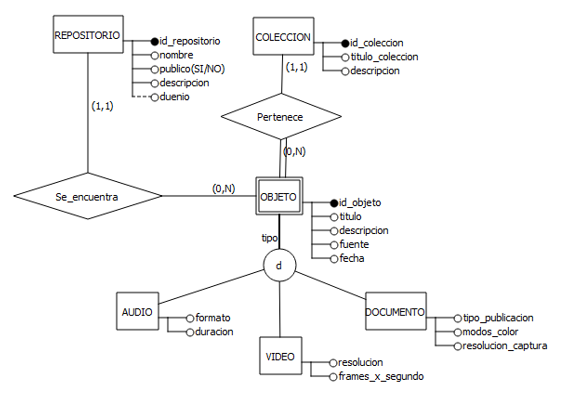 REPOSITORIO
id_repositorio
nombre
publico(SI/NO)
descripcion
duenio
COLECCION
id_coleccion
titulo_coleccion
descripcion
(1,1)
(1,1)
Pertenece
(0,N)
Se_encuentra
(0,N)
OBJETO
id_objeto
titulo
descripcion
fuente
fecha
tipo
d
AUDIO
formato
duracion
VIDEO
resolucion
frames_x_segundo
DOCUMENTO
tipo_publicacion
modos_color
resolucion_captura